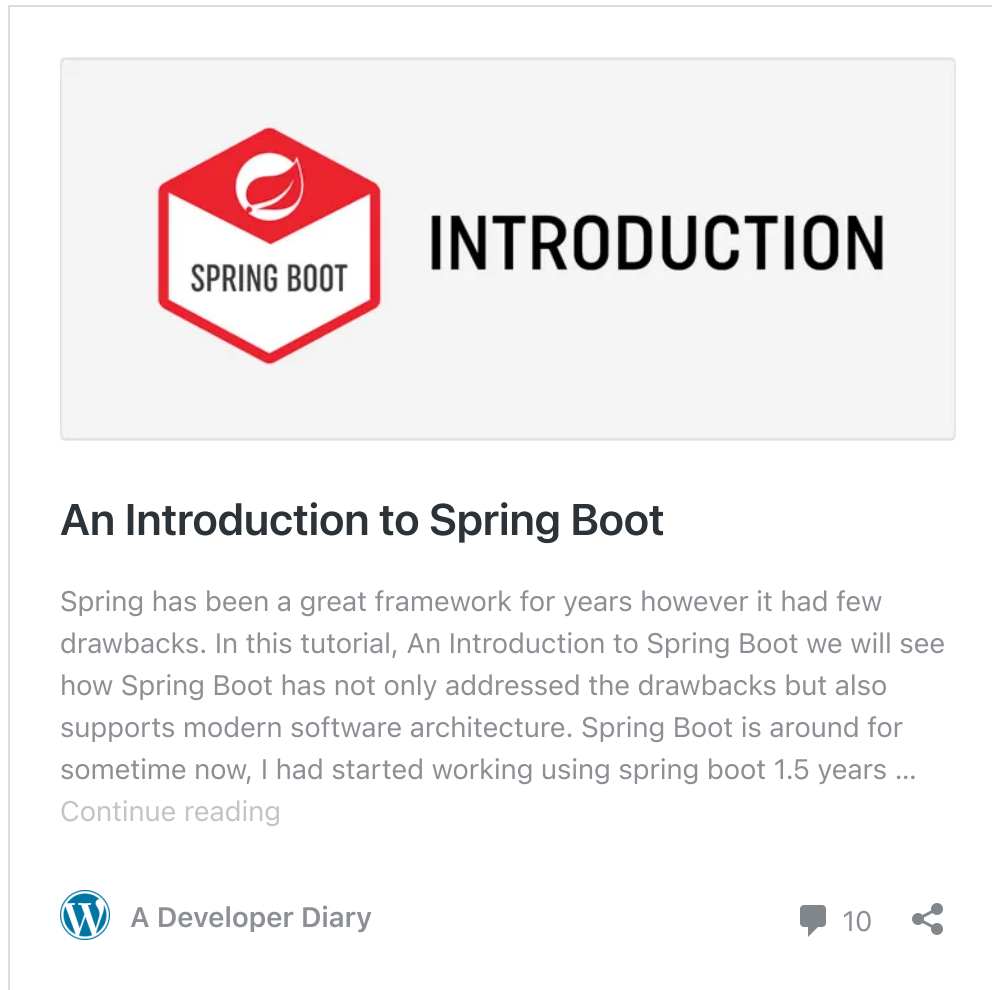 SPRING BOOT
INTRODUCTION
An Introduction to Spring Boot
Spring has been a great framework for years however it had few
drawbacks. In this tutorial, An Introduction to Spring Boot we will see
how Spring Boot has not only addressed the drawbacks but also
supports modern software architecture. Spring Boot is around for
sometime now, I had started working using spring boot 1.5 years ...
Continue reading
A Developer Diary
10